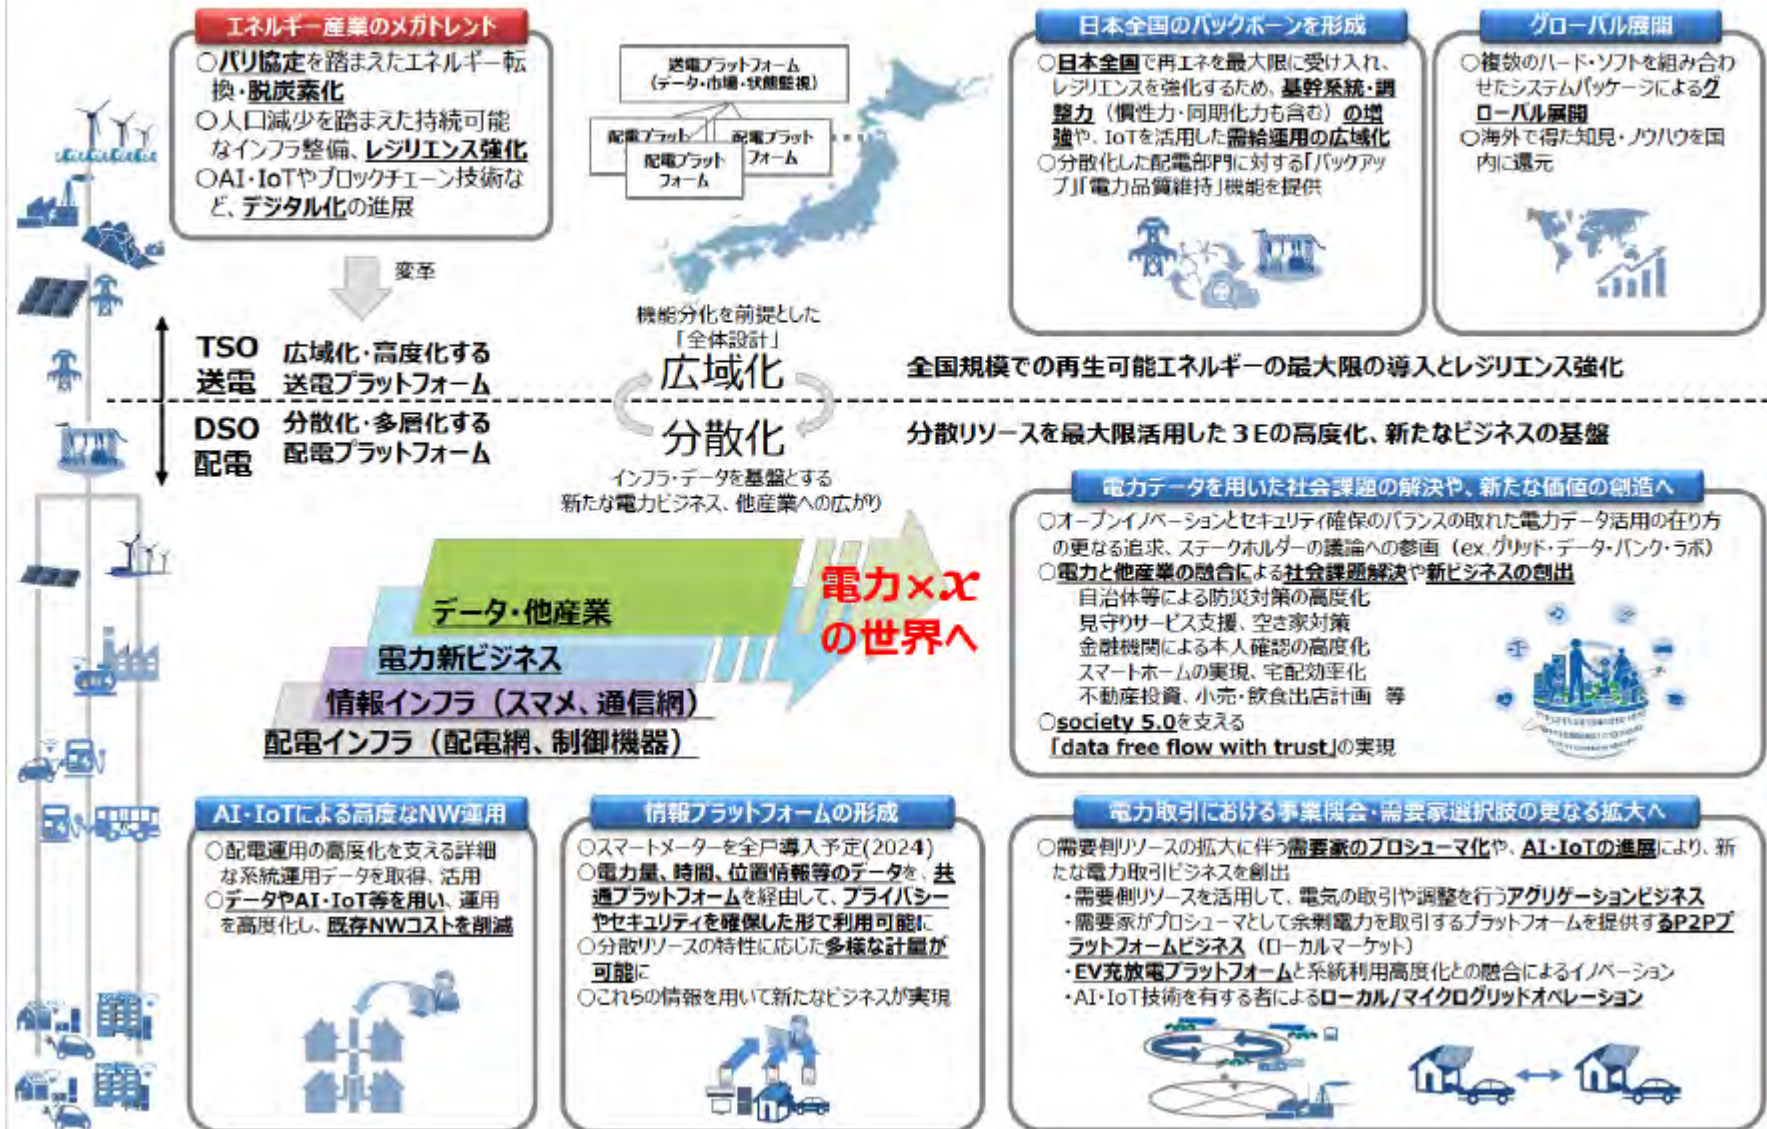 エネルギー産業のメガトレンド
○パリ協定を踏まえたエネルギー転
換・脱炭素化
○人口減少を踏まえた持続可能
なインフラ整備、レジリエンス強化
○AI・IoTやブロックチェーン技術な
ど、デジタル化の進展
変革
送電プラットフォーム
(データ・市場・状態監視)
配電プラット
配電プラット
フォーム
配電プラット
フォーム
日本全国のバックボーンを形成
○日本全国で再エネを最大限に受け入れ、
レジリエンスを強化するため、基幹系統・調
整力（慣性力・同期化力も含む）の増
強や、IoTを活用した需給運用の広域化
○分散化した配電部門に対する「バックアッ
プ」「電力品質維持」機能を提供
グローバル展開
○複数のハード・ソフトを組み合わ
せたシステムパッケージによるグ
ローバル展開
○海外で得た知見・ノウハウを国
内に還元
TSO
送電
広域化・高度化する
送電プラットフォーム
機能分化を前提とした
「全体設計」
広域化
全国規模での再生可能エネルギーの最大限の導入とレジリエンス強化
DSO
配電
分散化・多層化する
配電プラットフォーム
分散化
インフラ・データを基盤とする
新たな電力ビジネス、他産業への広がり
分散リソースを最大限活用した３Eの高度化、新たなビジネスの基盤
データ・他産業
電力新ビジネス
情報インフラ（スマメ、通信網）
配電インフラ（配電網、制御機器）
電力×x
の世界へ
電力データを用いた社会課題の解決や、新たな価値の創造へ
○オープンイノベーションとセキュリティ確保のバランスの取れた電力データ活用の在り方
の更なる追求、ステークホルダーの議論への参画（ex.グリッド・データ・バンク・ラボ）
○電力と他産業の融合による社会課題解決や新ビジネスの創出
自治体等による防災対策の高度化
見守りサービス支援、空き家対策
金融機関による本人確認の高度化
スマートホームの実現、宅配効率化
不動産投資、小売・飲食出店計画 等
○society 5.0を支える
「data free flow with trust」の実現
AI・IoTによる高度なNW運用
○配電運用の高度化を支える詳細
な系統運用データを取得、活用
○データやAI・IoT等を用い、運用
を高度化し、既存NWコストを削減
情報プラットフォームの形成
○スマートメーターを全戸導入予定(2024)
○電力量、時間、位置情報等のデータを、共
通プラットフォームを経由して、プライバシー
やセキュリティを確保した形で利用可能に
○分散リソースの特性に応じた多様な計量が
可能に
○これらの情報を用いて新たなビジネスが実現
電力取引における事業機会・需要家選択肢の更なる拡大へ
○需要側リソースの拡大に伴う需要家のプロシューマ化や、AI・IoTの進展により、新
たな電力取引ビジネスを創出
・需要側リソースを活用して、電気の取引や調整を行うアグリゲーションビジネス
・需要家がプロシューマとして余剰電力を取引するプラットフォームを提供するP2Pプ
ラットフォームビジネス（ローカルマーケット）
・EV充放電プラットフォームと系統利用高度化との融合によるイノベーション
・AI・IoT技術を有する者によるローカル/マイクログリッドオペレーション